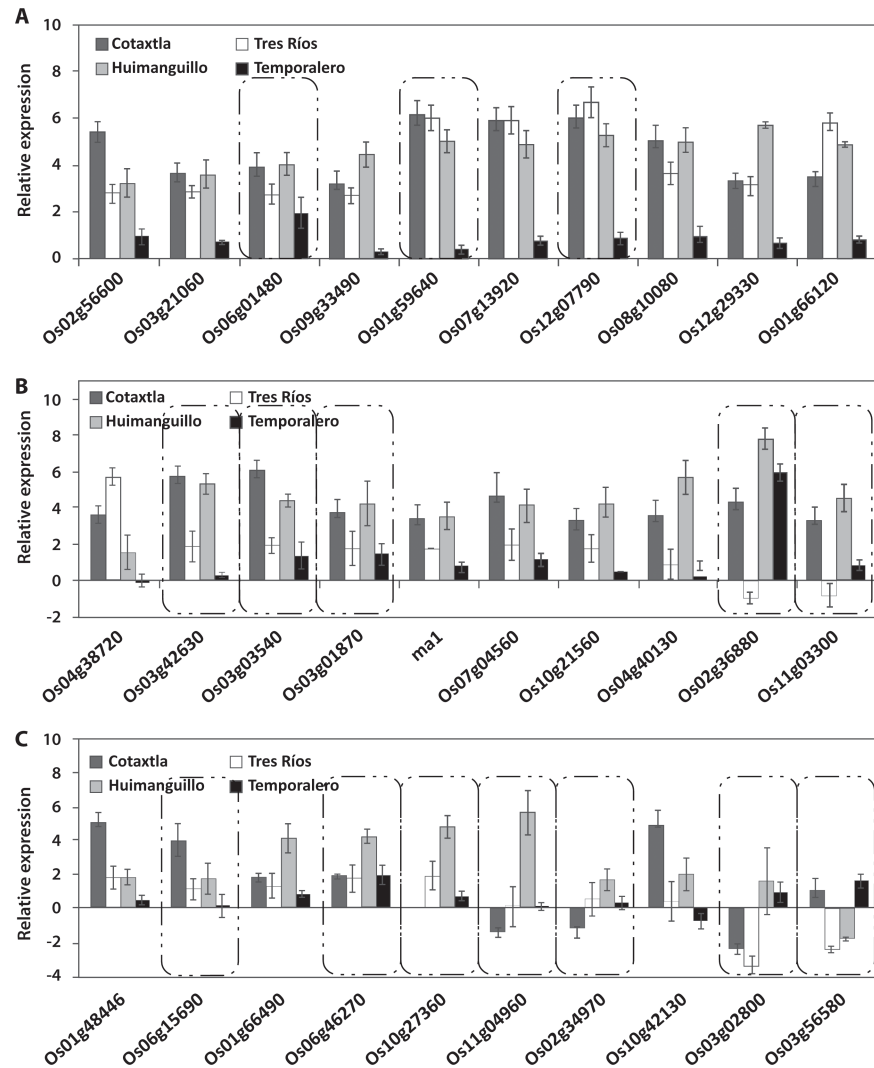 A
10
8
6
4
2
0
Relative expression
Cotaxtla
Tres Ríos
Huimanguillo
Temporalero
Os02g56600
Os03g21060
Os06g01480
Os09g33490
Os01g59640
Os07g13920
Os12g07790
Os08g10080
Os12g29330
Os01g66120
B
10
8
6
4
2
0
-2
Relative expression
Cotaxtla
Tres Ríos
Huimanguillo
Temporalero
Os04g38720
Os03g42630
Os03g03540
Os03g01870
ma1
Os07g04560
Os10g21560
Os04g40130
Os02g36880
Os11g03300
C
10
8
6
4
2
0
-2
-4
Relative expression
Cotaxtla
Tres Ríos
Huimanguillo
Temporalero
Os01g48446
Os06g15690
Os01g66490
Os06g46270
Os10g27360
Os11g04960
Os02g34970
Os10g42130
Os03g02800
Os03g56580